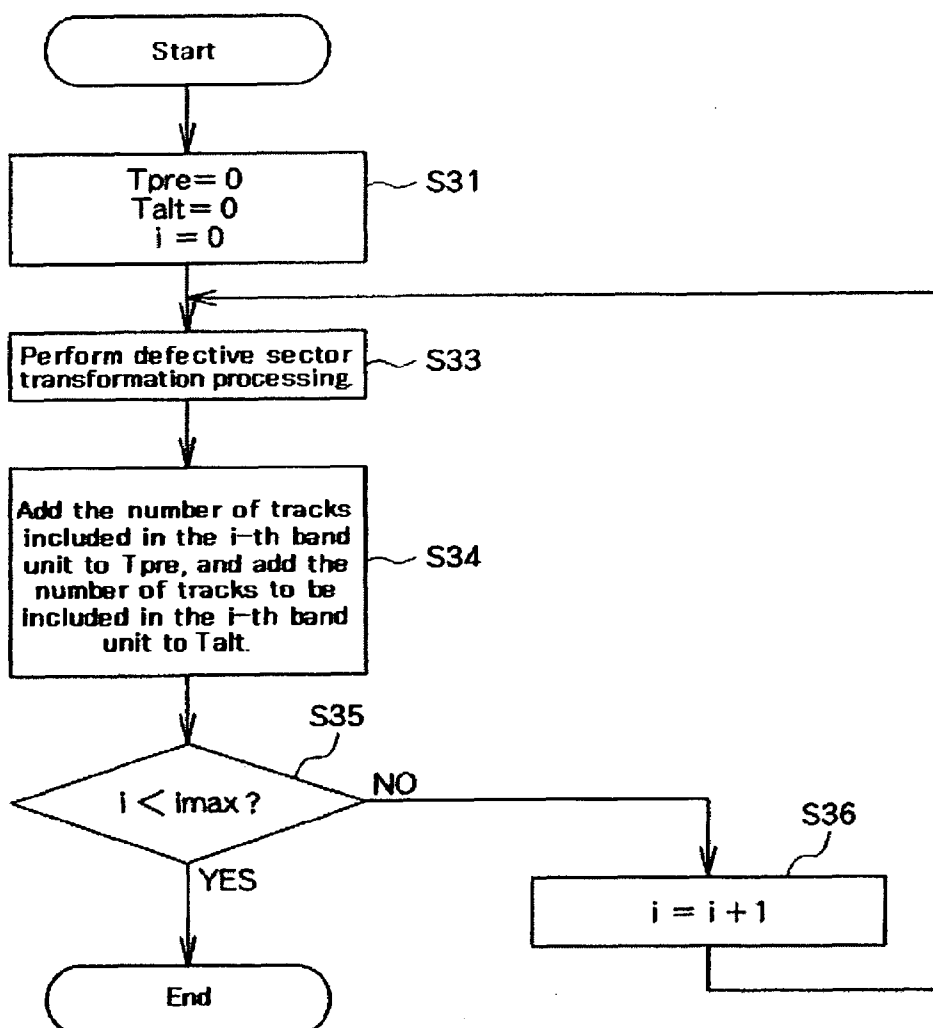 Start
Tpre= 0
Talt= 0
i = 0
S31
Perform defective sector
transformation processing.
S33
Add the number of tracks
included in the i-th band
unit to Tpre, and add the
number of tracks to be
included in the i-th band
unit to Talt.
S34
S35
i < imax ?
NO
YES
S36
i = i + 1
End